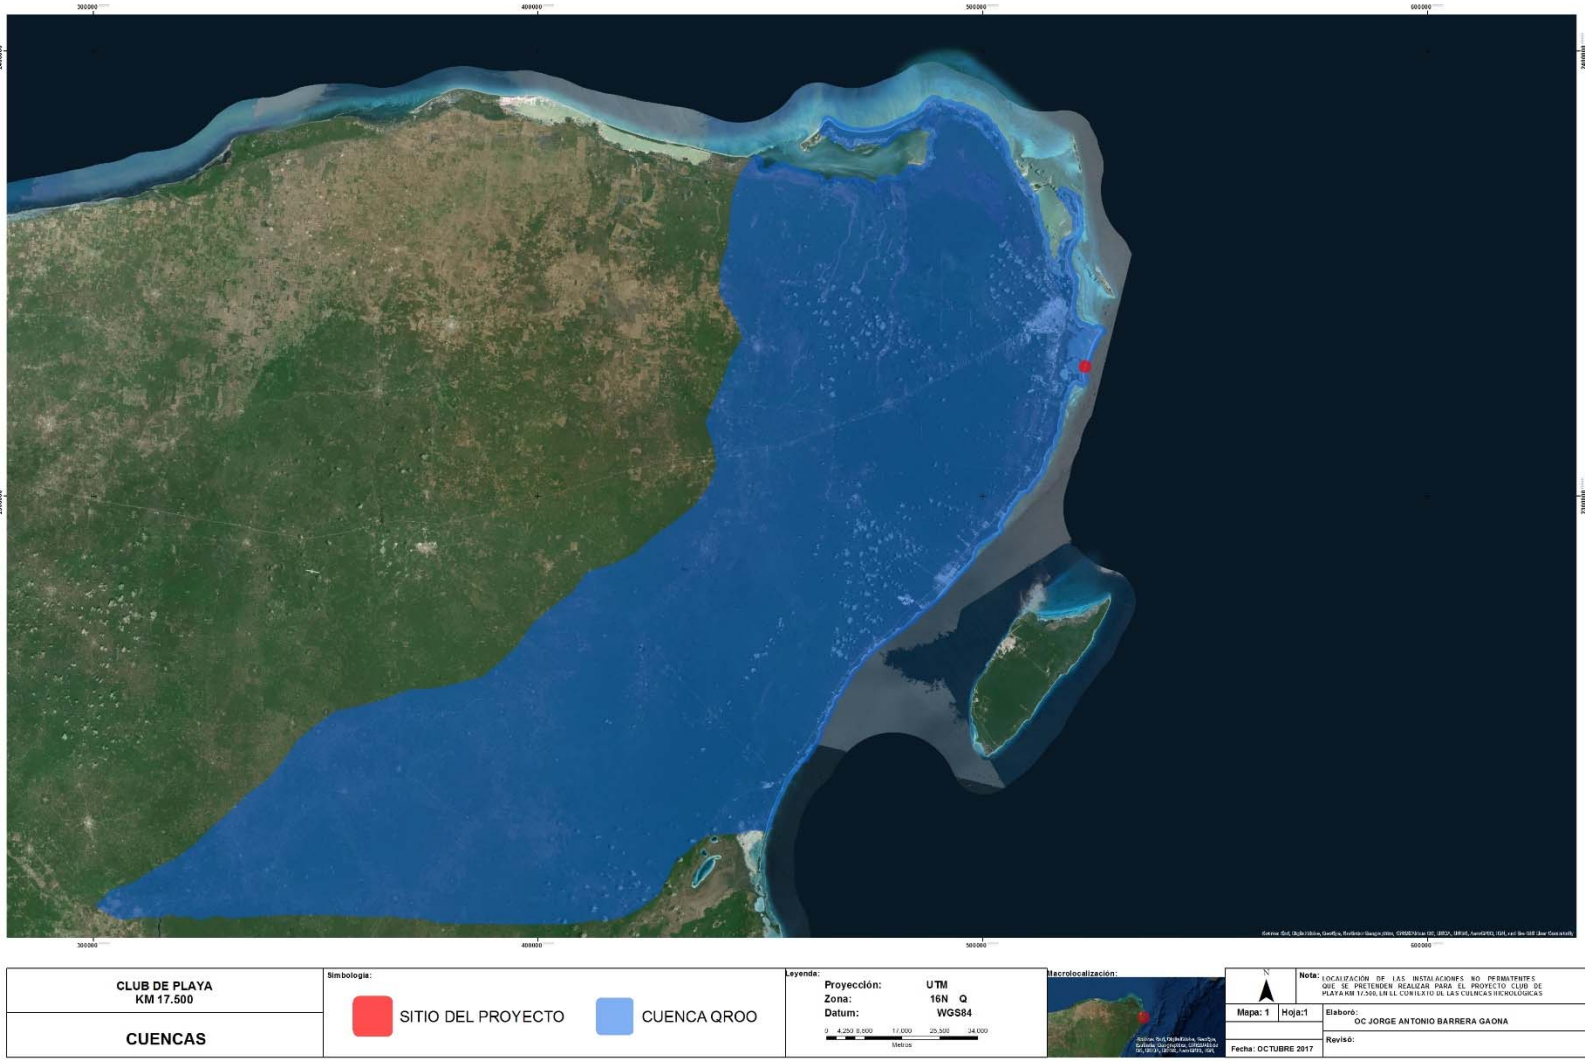 300000
400000
500000
600000
300000
400000
500000
600000
CLUB DE PLAYA
KM 17.500
CUENCAS
Simbología:
SITIO DEL PROYECTO
CUENCA QROO
Leyenda:
Proyección: UTM
Zona: 16N Q
Datum: WGS84
0 4,250 8,500 17,000 25,500 34,000
Metros
Macrolocalización:
N
Nota: LOCALIZACIÓN DE LAS INSTALACIONES NO PERMATENTES
QUE SE PRETENDEN REALIZAR PARA EL PROYECTO CLUB DE
PLAYA KM 17.500, EN EL CONTEXTO DE LAS CUENCAS HICROLÓGICAS
Mapa: 1 Hoja:1
Elaboró:
OC JORGE ANTONIO BARRERA GAONA
Fecha: OCTUBRE 2017
Revisó: